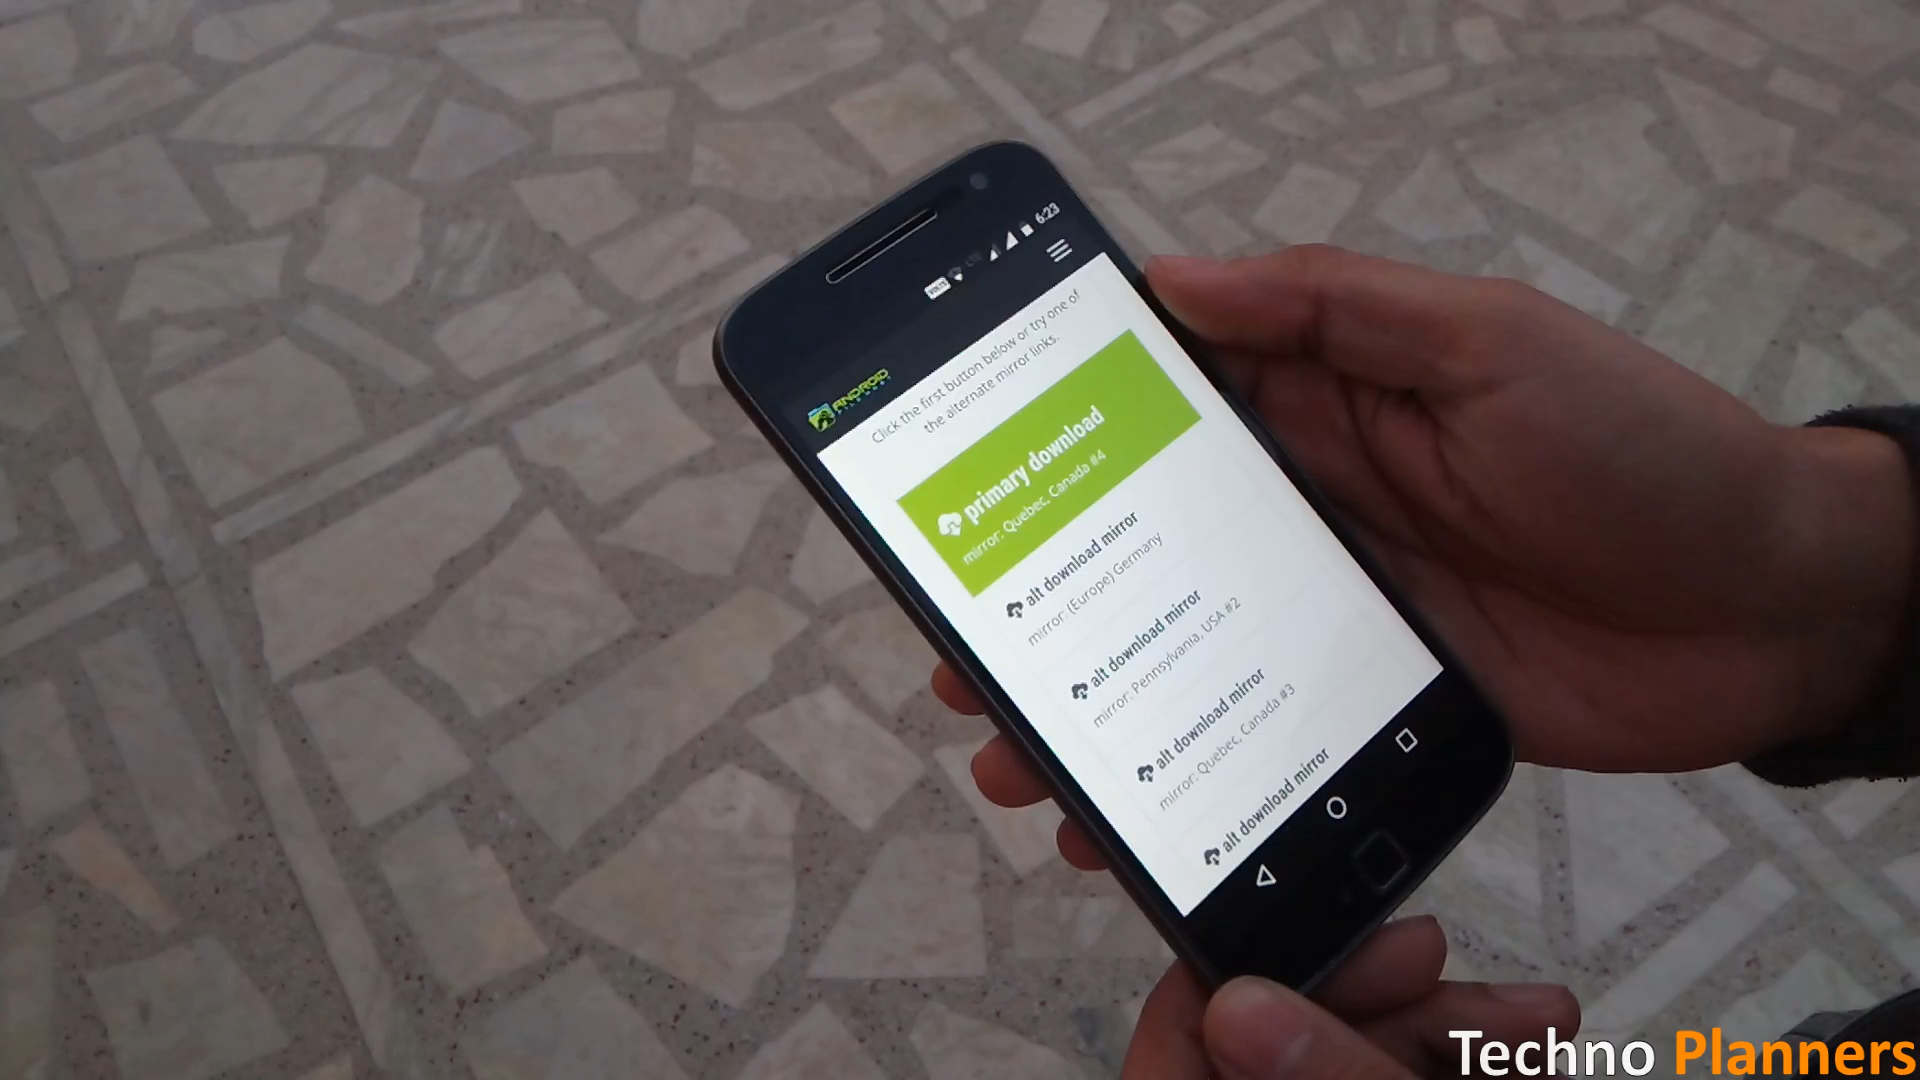 6:23
VOLTE
ANDROID
Click the first button below or try one of
the alternate mirror links.
primary download
mirror: Quebec, Canada #4
alt download mirror
mirror: (Europe) Germany
alt download mirror
mirror: Pennsylvania, USA #2
alt download mirror
mirror: Quebec, Canada #3
alt download mirror
Techno Planners